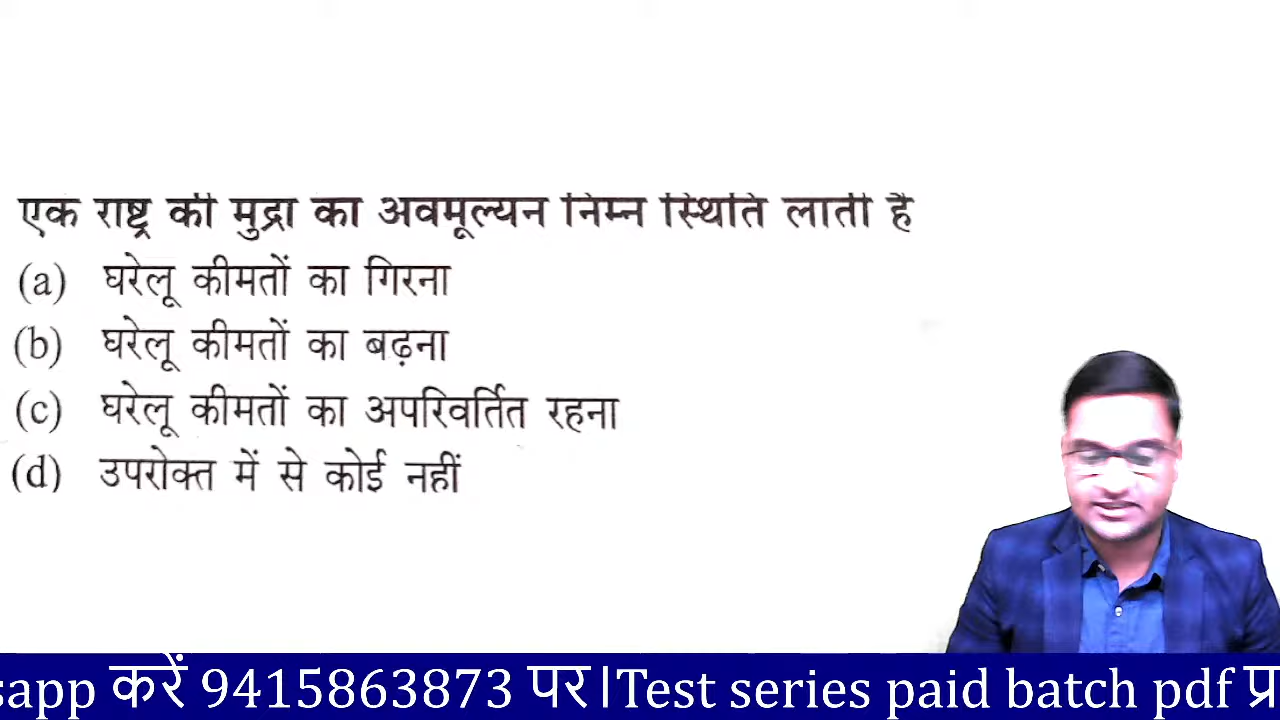 एक राष्ट्र की मुद्रा का अवमूल्यन निम्न स्थिति लाती है
(a) घरेलू कीमतों का गिरना
(b) घरेलू कीमतों का बढ़ना
(c) घरेलू कीमतों का अपरिवर्तित रहना
(d) उपरोक्त में से कोई नहीं
sapp करें 9415863873 पर।Test series paid batch pdf प्र